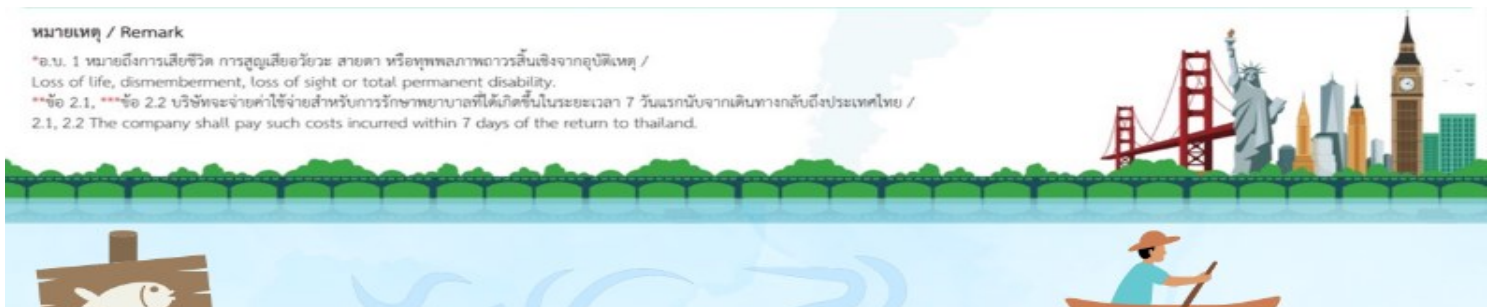 หมายเหตุ / Remark
*อ.บ. 1 หมายถึงการเสียชีวิต การสูญเสียอวัยวะ สายตา หรือทุพพลภาพถาวรสิ้นเชิงจากอุบัติเหตุ /
Loss of life, dismemberment, loss of sight or total permanent disability.
**ข้อ 2.1, ***ข้อ 2.2 บริษัทจะจ่ายค่าใช้จ่ายสำหรับการรักษาพยาบาลที่ได้เกิดขึ้นในระยะเวลา 7 วันแรกนับจากเดินทางกลับถึงประเทศไทย /
2.1, 2.2 The company shall pay such costs incurred within 7 days of the return to thailand.